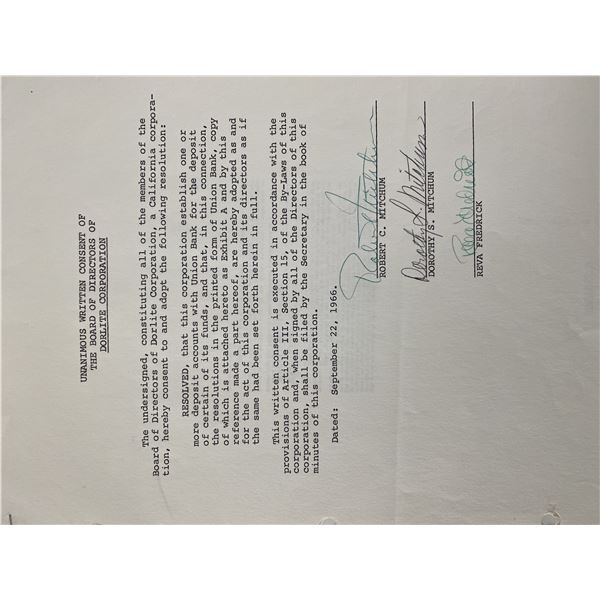 UNANIMOUS WRITTEN CONSENT OF
THE BOARD OF DIRECTORS OF
DORLITE CORPORATION
The undersigned, constituting all of the members of the
Board of Directors of Dorlite Corporation, a California corpora-
tion, hereby consent to and adopt the following resolution:
RESOLVED, that this corporation establish one or
more deposit accounts with Union Bank for the deposit
of certain of its funds, and that, in this connection,
the resolutions in the printed form of Union Bank, copy
of which is attached hereto as Exhibit A and by this
reference made a part hereof, are hereby adopted as and
for the act of this corporation and its directors as if
the same had been set forth herein in full.
This written consent is executed in accordance with the
provisions of Article III, Section 15, of the By-Laws of this
corporation and, when signed by all of the Directors of this
corporation, shall be filed by the Secretary in the book of
minutes of this corporation.
Dated: September 22, 1966.
Robert Mitchum
ROBERT C. MITCHUM
Dorothy S Mitchum
DOROTHY S. MITCHUM
Reva Fredrick
REVA FREDRICK